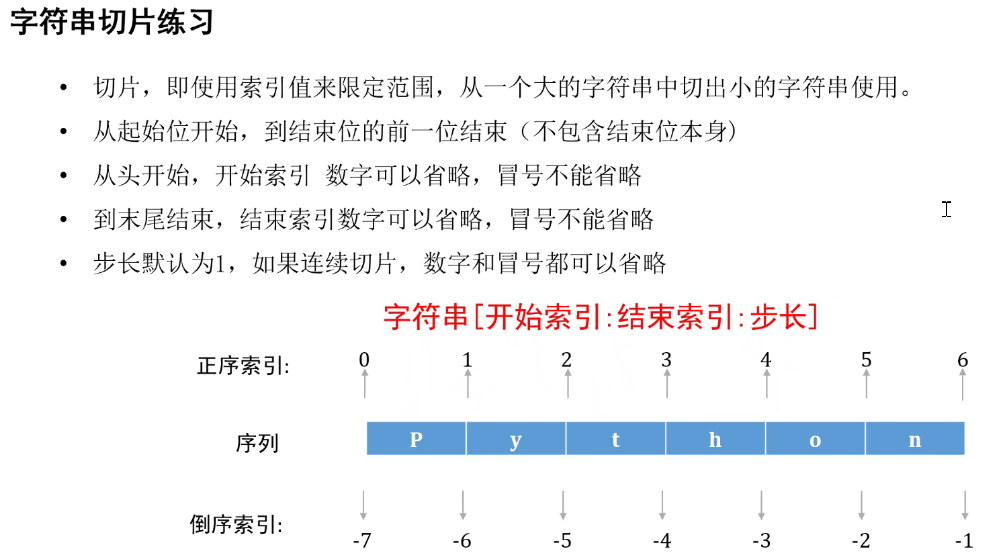 字符串切片练习
• 切片，即使用索引值来限定范围，从一个大的字符串中切出小的字符串使用。
• 从起始位开始，到结束位的前一位结束（不包含结束位本身)
• 从头开始，开始索引 数字可以省略，冒号不能省略
• 到末尾结束，结束索引数字可以省略，冒号不能省略
• 步长默认为1，如果连续切片，数字和冒号都可以省略
字符串[开始索引:结束索引:步长]
正序索引: 0 1 2 3 4 5 6
序列 P y t h o n
倒序索引: -7 -6 -5 -4 -3 -2 -1